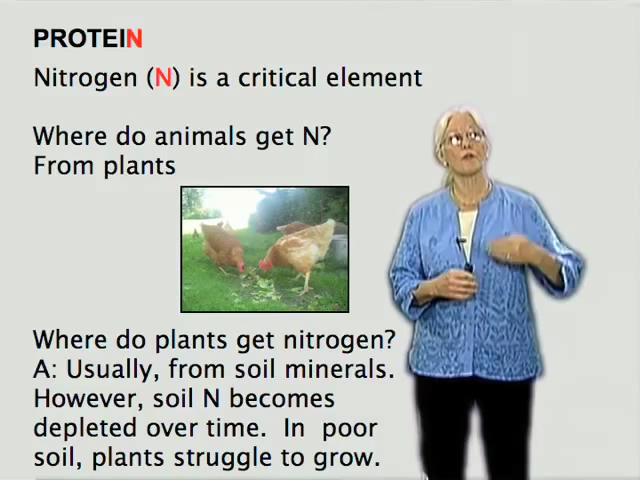 PROTEIN
Nitrogen (N) is a critical element
Where do animals get N?
From plants
Where do plants get nitrogen?
A: Usually, from soil minerals.
However, soil N becomes
depleted over time.  In  poor
soil, plants struggle to grow.